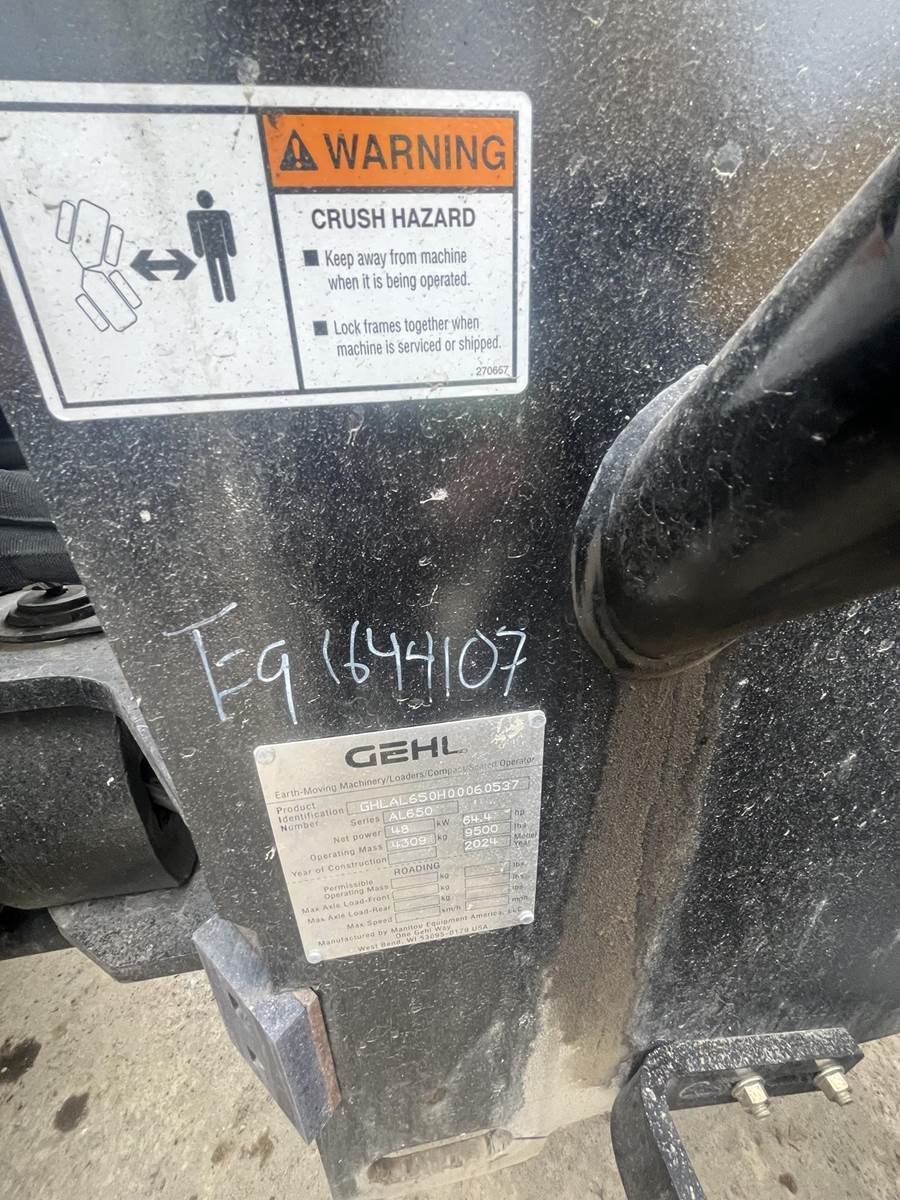 WARNING
CRUSH HAZARD
Keep away from machine
when it is being operated.
Lock frames together when
machine is serviced or shipped.
270667
Eq 1644107
GEHL
Earth-Moving Machinery/Loaders/Compact/Seated Operator
Product
Identification GHLAL650H00060537
Number Series AL650
Net power 48 kW 64.4 hp
Operating Mass 4309 kg 9500 lbs
Year of Construction 2024 Model Year
ROADING
Permissible
Operating Mass kg lbs
Max Axle Load-Front kg lbs
Max Axle Load-Rear kg lbs
Max Speed km/h mph
Manufactured by Manitou Equipment America, LLC
One Gehl Way
West Bend, WI 53095-0179 USA